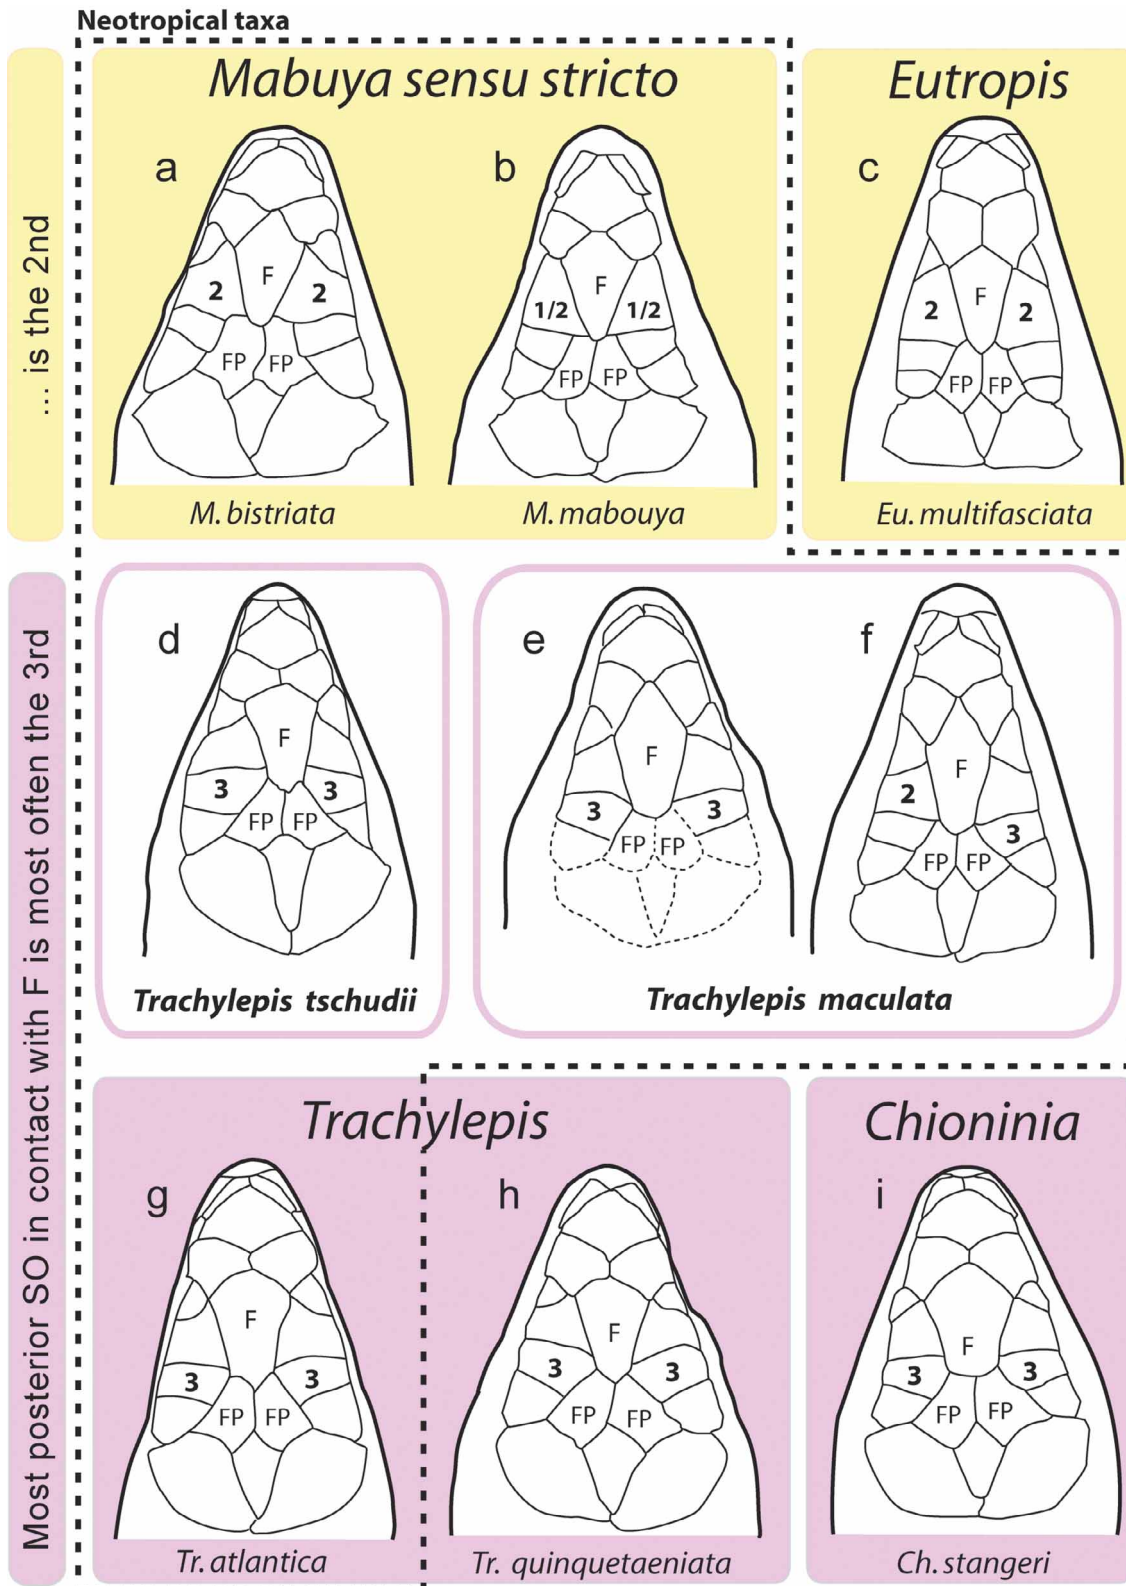 Neotropical taxa
... is the 2nd
Mabuya sensu stricto
Eutropis
a
b
c
F
2
2
FP
FP
F
1/2
1/2
FP
FP
F
2
2
FP
FP
M. bistriata
M. mabouya
Eu. multifasciata
Most posterior SO in contact with F is most often the 3rd
d
e
f
F
3
3
FP
FP
F
3
3
FP
FP
F
2
3
FP
FP
Trachylepis tschudii
Trachylepis maculata
Trachylepis
Chioninia
g
h
i
F
3
3
FP
FP
F
3
3
FP
FP
F
3
3
FP
FP
Tr. atlantica
Tr. quinquetaeniata
Ch. stangeri